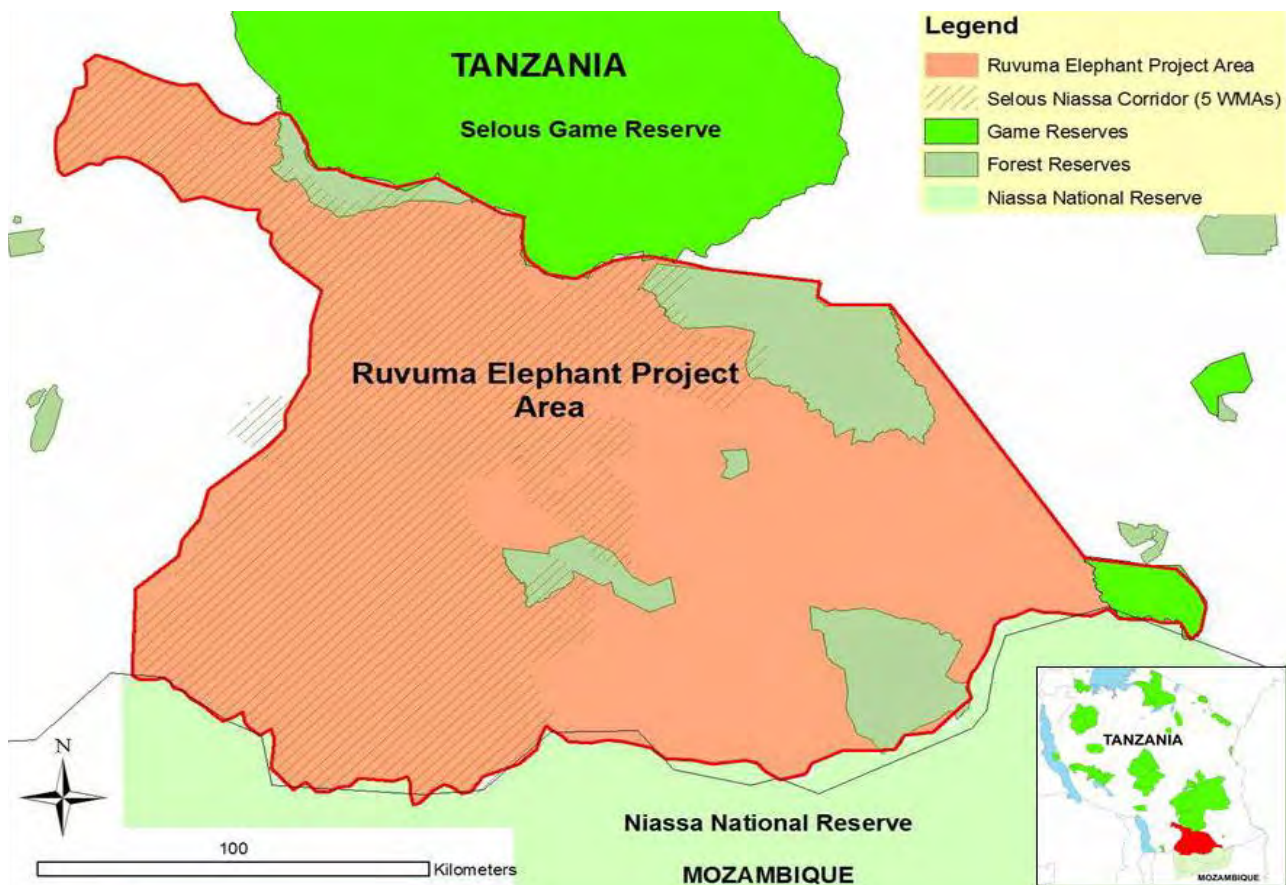 TANZANIA
Selous Game Reserve
Legend
Ruvuma Elephant Project Area
Selous Niassa Corridor (5 WMAs)
Game Reserves
Forest Reserves
Niassa National Reserve
Ruvuma Elephant Project
Area
N
100
Kilometers
Niassa National Reserve
MOZAMBIQUE
TANZANIA
MOZAMBIQUE